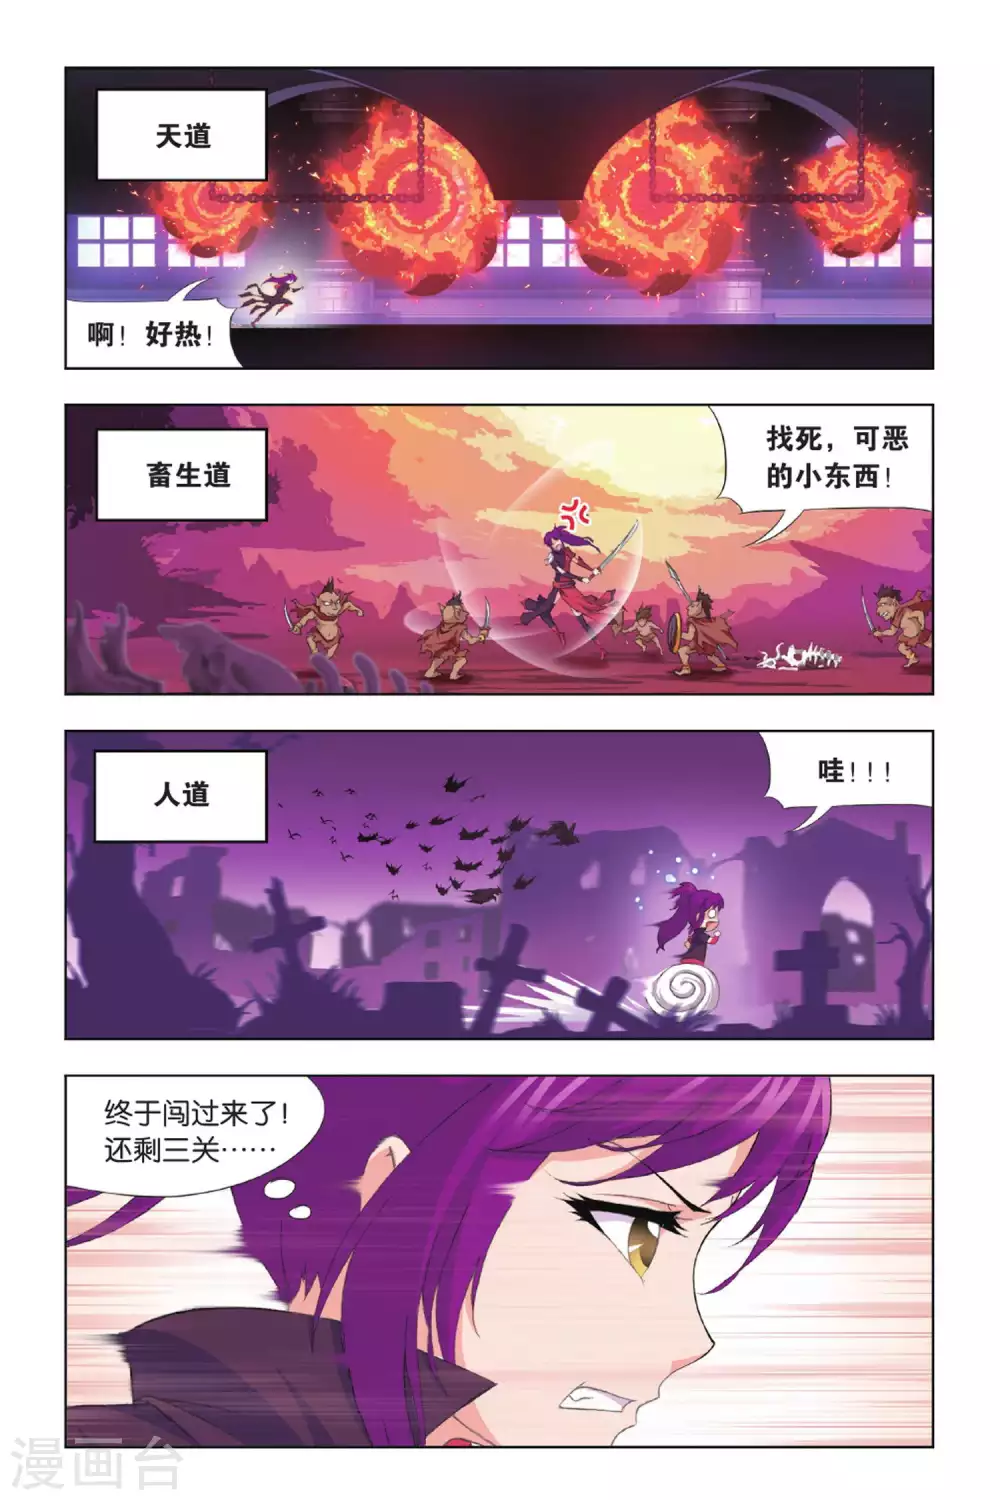 天道
啊！好热！
畜生道
找死，可恶
的小东西！
人道
哇！！！
终于闯过来了！
还剩三关……
漫画台